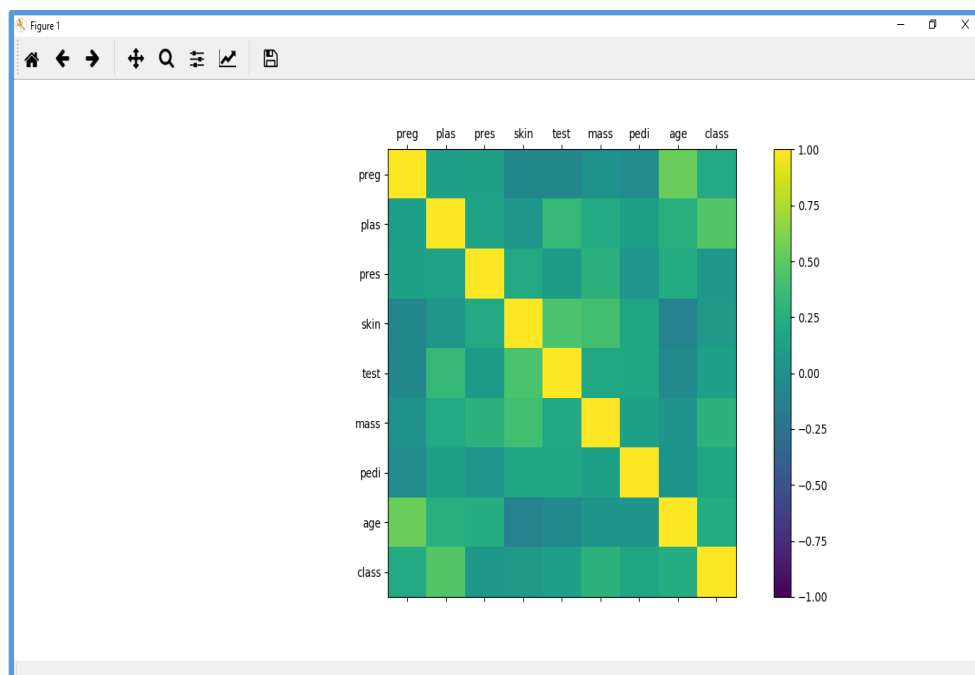 Figure 1
preg plas pres skin test mass pedi age class
preg
plas
pres
skin
test
mass
pedi
age
class
1.00
0.75
0.50
0.25
0.00
−0.25
−0.50
−0.75
−1.00